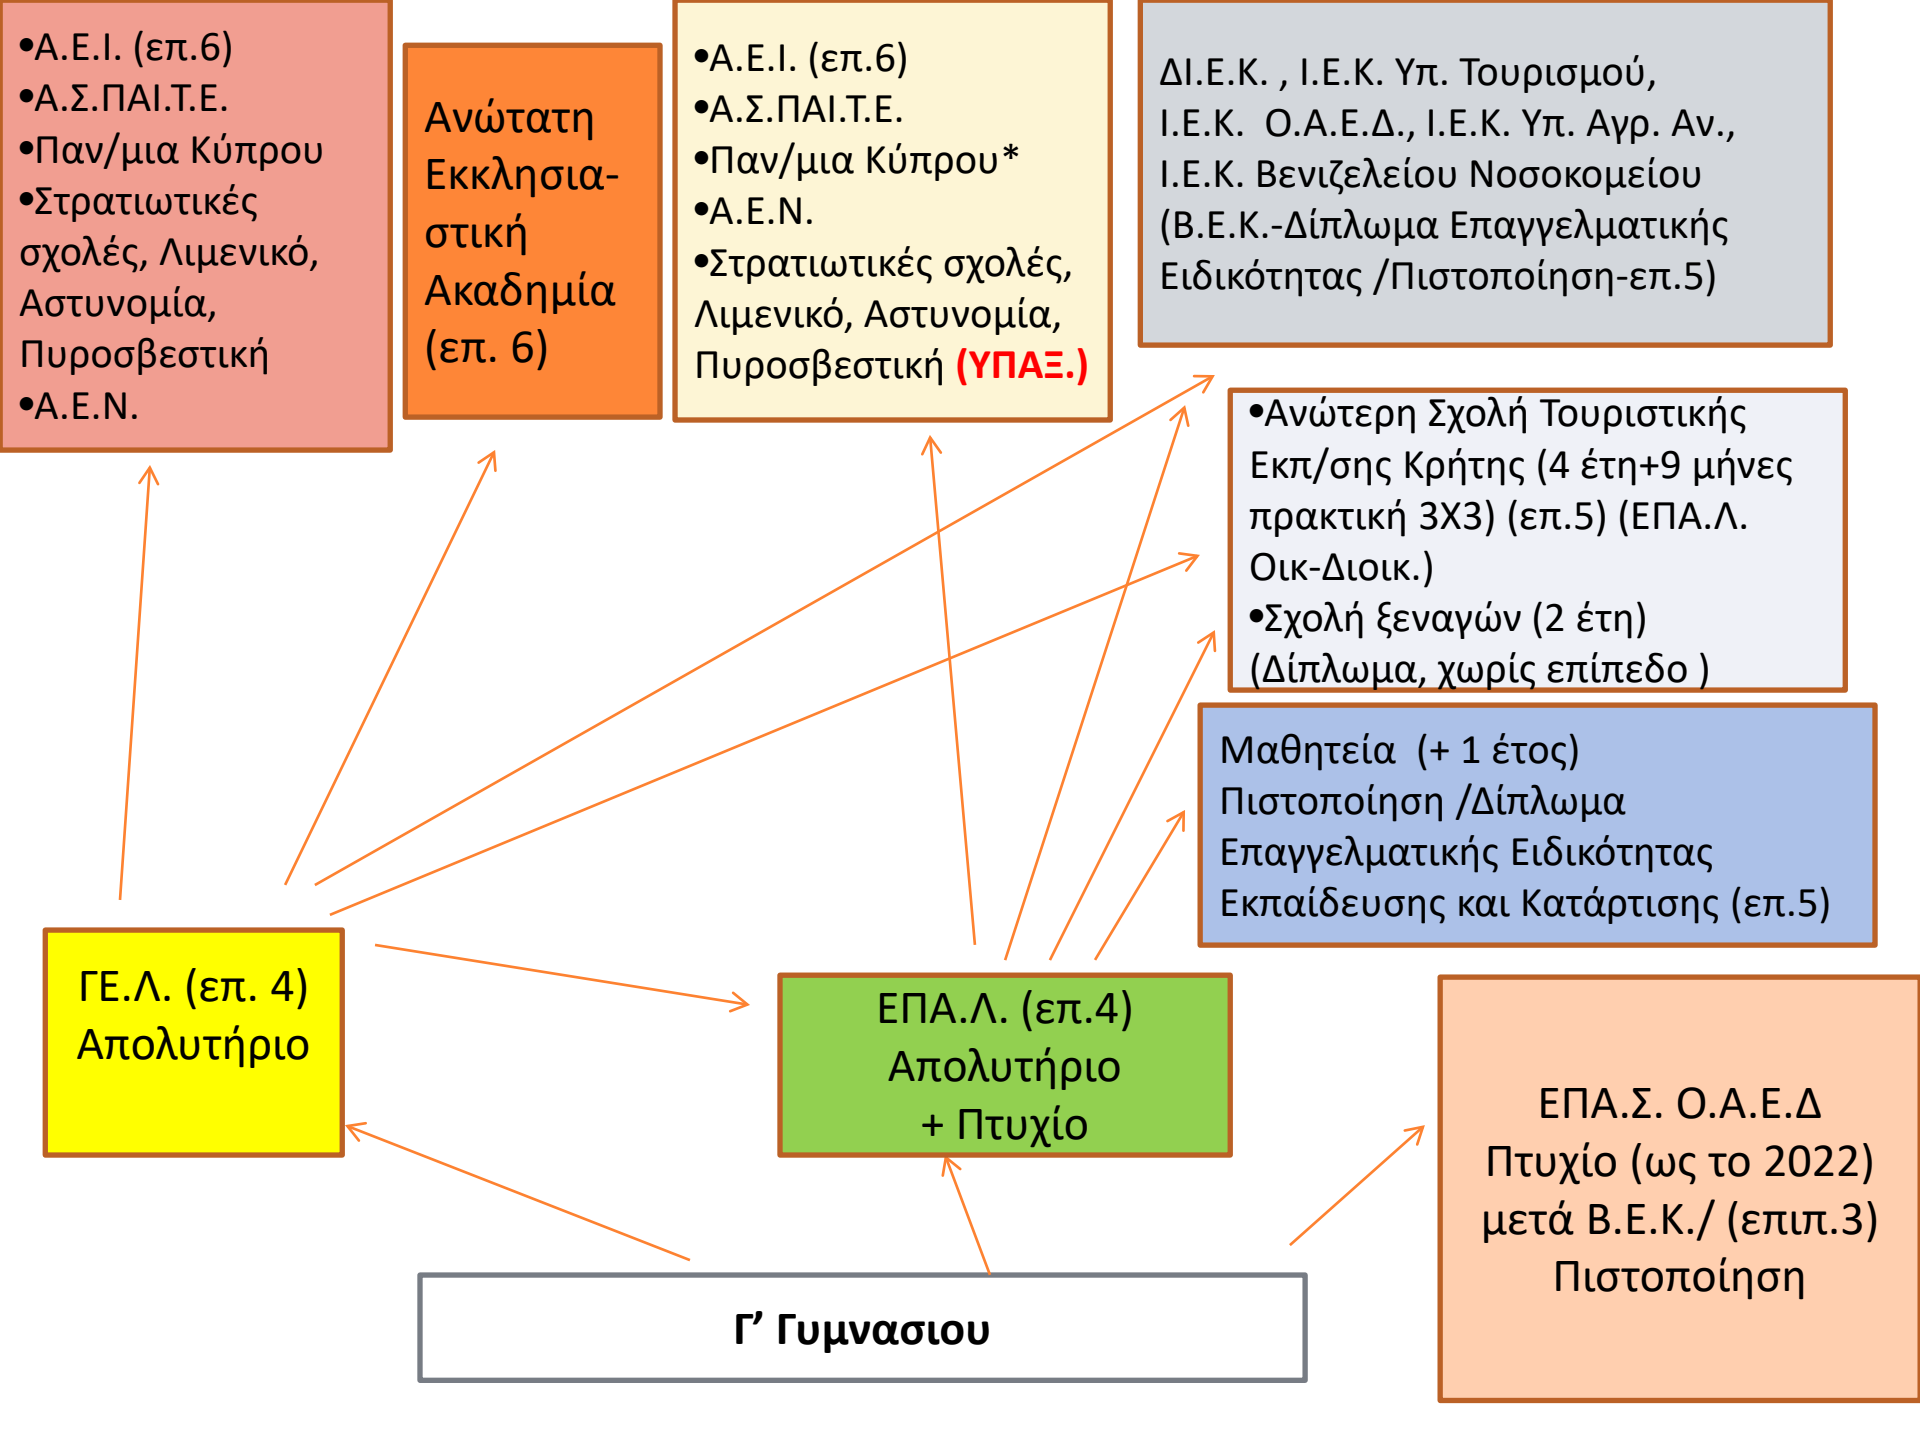 •Α.Ε.Ι. (επ.6)
•Α.Σ.ΠΑΙ.Τ.Ε.
•Παν/μια Κύπρου
•Στρατιωτικές
σχολές, Λιμενικό,
Αστυνομία,
Πυροσβεστική
•Α.Ε.Ν.
Ανώτατη
Εκκλησια-
στική
Ακαδημία
(επ. 6)
•Α.Ε.Ι. (επ.6)
•Α.Σ.ΠΑΙ.Τ.Ε.
•Παν/μια Κύπρου*
•Α.Ε.Ν.
•Στρατιωτικές σχολές,
Λιμενικό, Αστυνομία,
Πυροσβεστική (ΥΠΑΞ.)
ΔΙ.Ε.Κ. , Ι.Ε.Κ. Υπ. Τουρισμού,
Ι.Ε.Κ.  Ο.Α.Ε.Δ., Ι.Ε.Κ. Υπ. Αγρ. Αν.,
Ι.Ε.Κ. Βενιζελείου Νοσοκομείου
(Β.Ε.Κ.-Δίπλωμα Επαγγελματικής
Ειδικότητας /Πιστοποίηση-επ.5)
•Ανώτερη Σχολή Τουριστικής
Εκπ/σης Κρήτης (4 έτη+9 μήνες
πρακτική 3Χ3) (επ.5) (ΕΠΑ.Λ.
Οικ-Διοικ.)
•Σχολή ξεναγών (2 έτη)
(Δίπλωμα, χωρίς επίπεδο )
Μαθητεία  (+ 1 έτος)
Πιστοποίηση /Δίπλωμα
Επαγγελματικής Ειδικότητας
Εκπαίδευσης και Κατάρτισης (επ.5)
ΓΕ.Λ. (επ. 4)
Απολυτήριο
ΕΠΑ.Λ. (επ.4)
Απολυτήριο
+ Πτυχίο
ΕΠΑ.Σ. Ο.Α.Ε.Δ
Πτυχίο (ως το 2022)
μετά Β.Ε.Κ./ (επιπ.3)
Πιστοποίηση
Γ’ Γυμνασιου